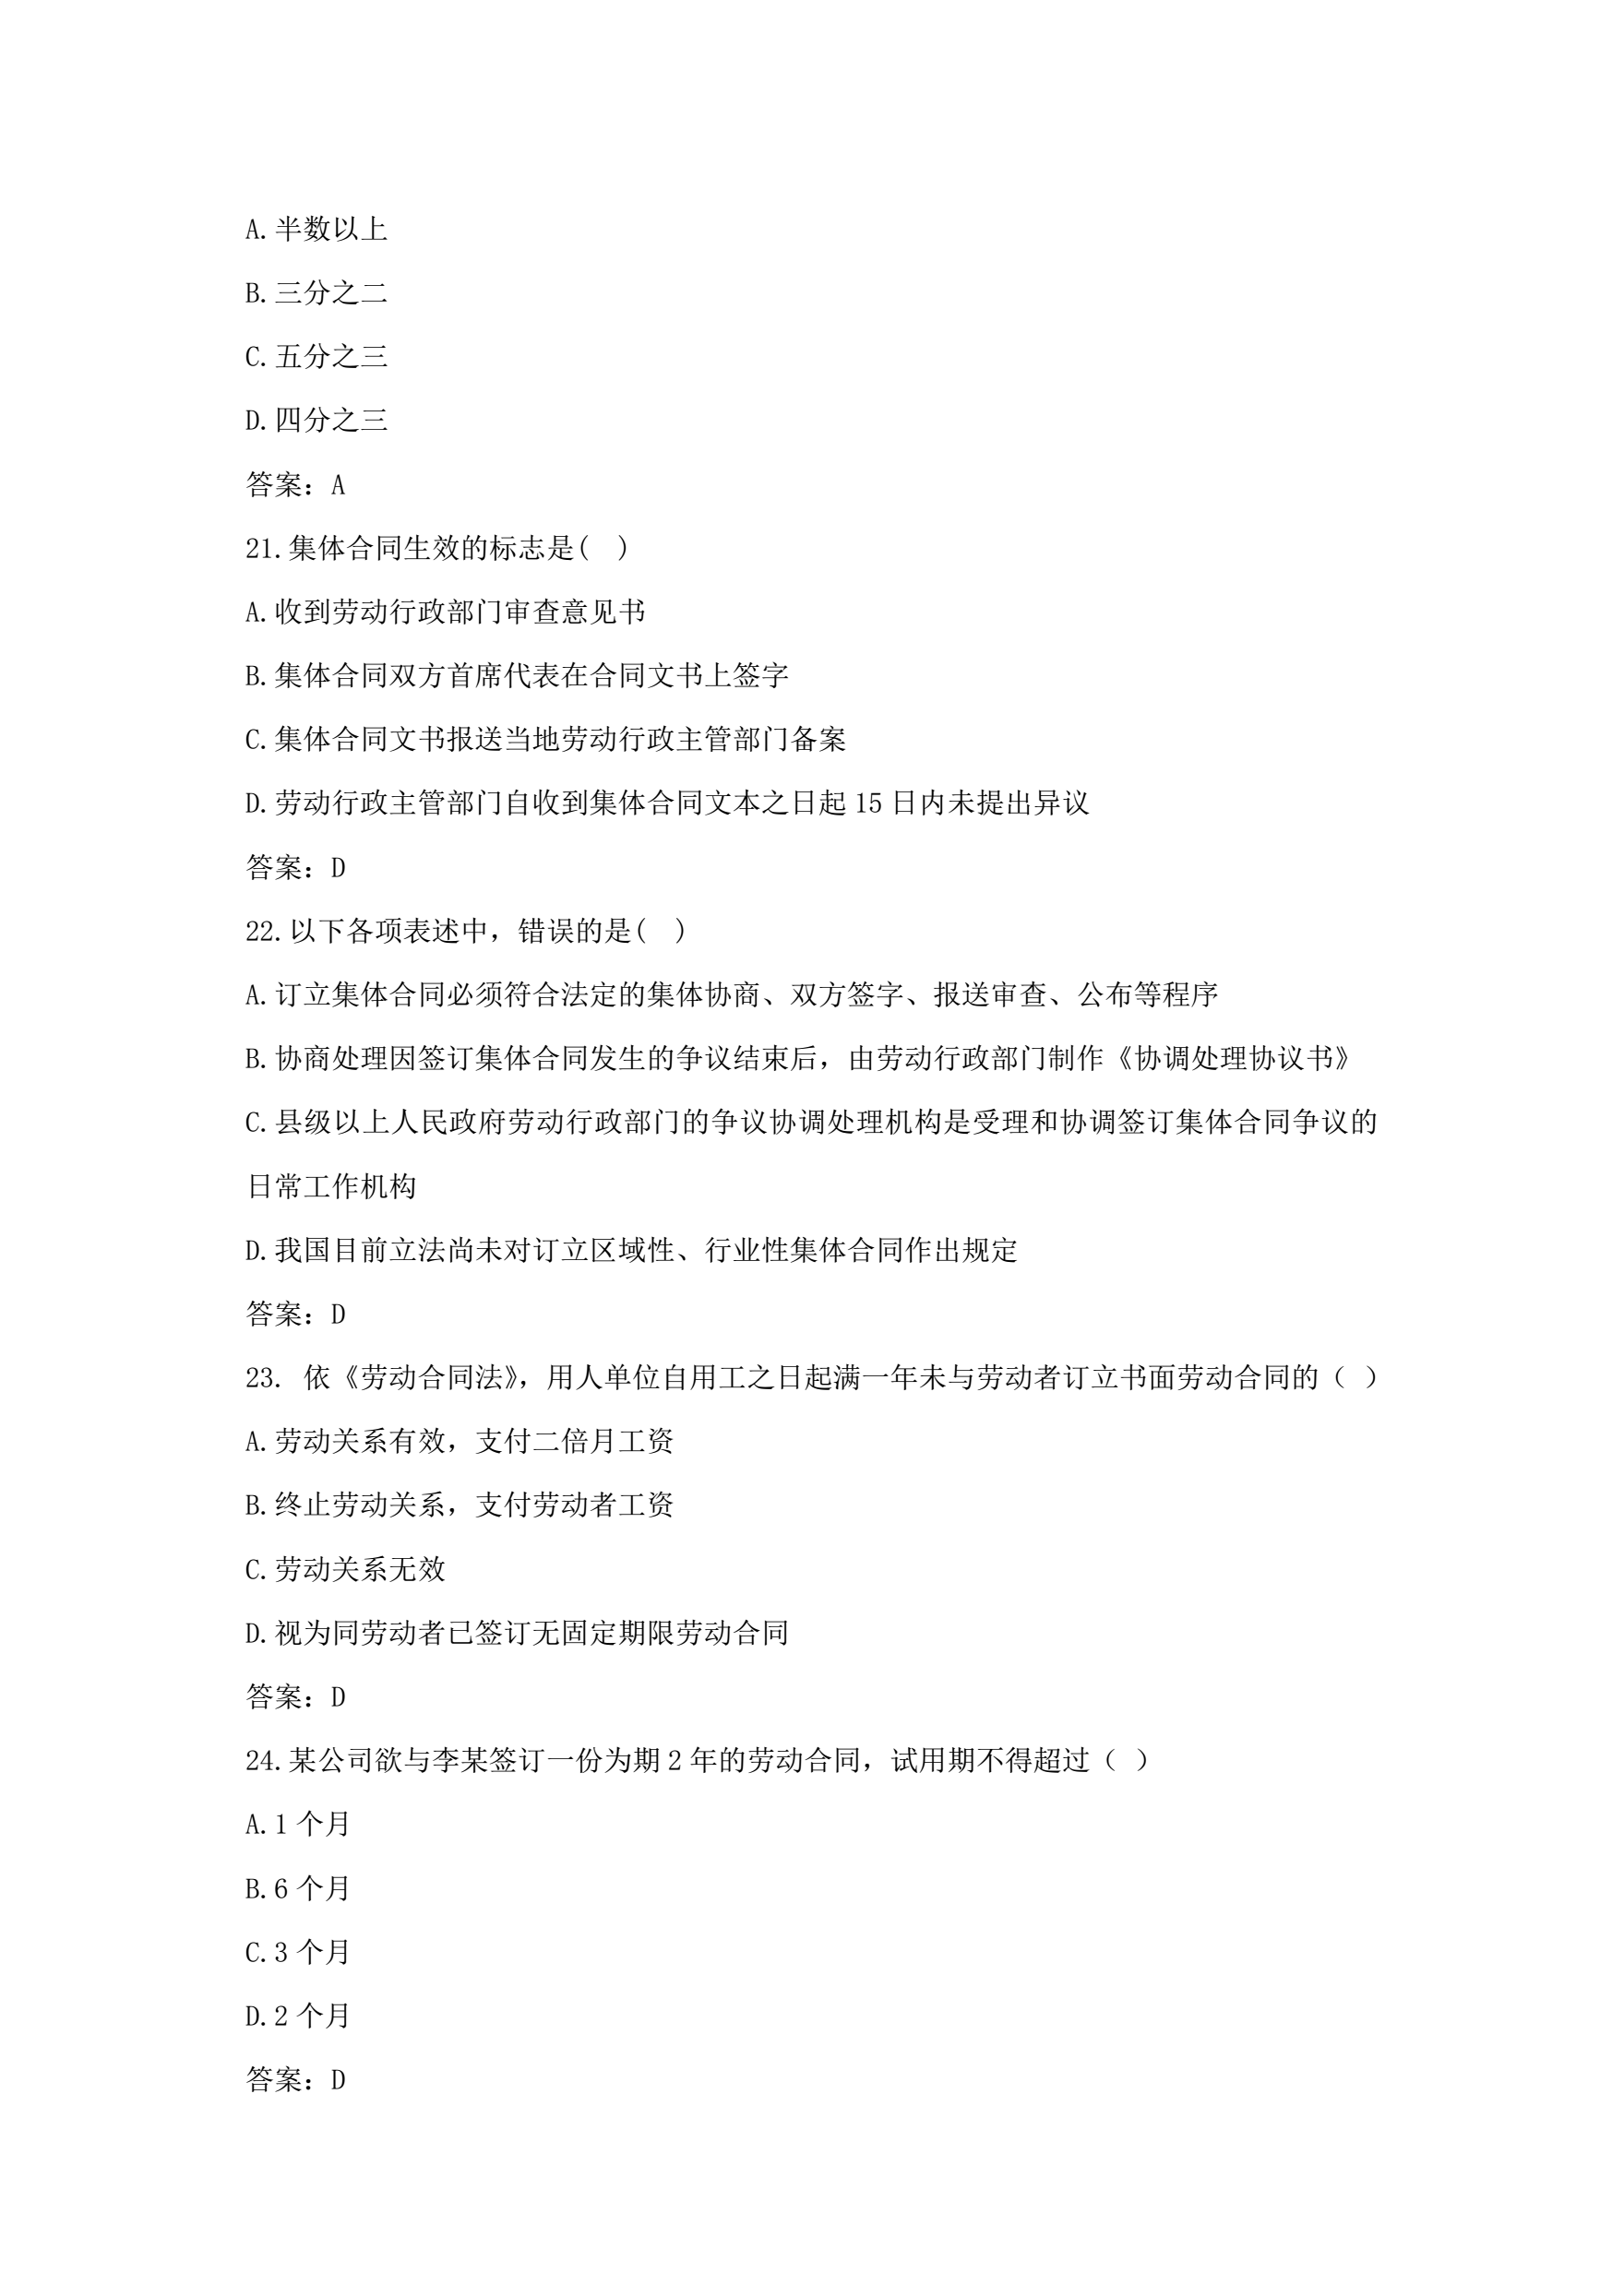 A.半数以上
B.三分之二
C.五分之三
D.四分之三
答案：A
21.集体合同生效的标志是(  )
A.收到劳动行政部门审查意见书
B.集体合同双方首席代表在合同文书上签字
C.集体合同文书报送当地劳动行政主管部门备案
D.劳动行政主管部门自收到集体合同文本之日起 15 日内未提出异议
答案：D
22.以下各项表述中，错误的是(  )
A.订立集体合同必须符合法定的集体协商、双方签字、报送审查、公布等程序
B.协商处理因签订集体合同发生的争议结束后，由劳动行政部门制作《协调处理协议书》
C.县级以上人民政府劳动行政部门的争议协调处理机构是受理和协调签订集体合同争议的
日常工作机构
D.我国目前立法尚未对订立区域性、行业性集体合同作出规定
答案：D
23. 依《劳动合同法》，用人单位自用工之日起满一年未与劳动者订立书面劳动合同的（ ）
A.劳动关系有效，支付二倍月工资
B.终止劳动关系，支付劳动者工资
C.劳动关系无效
D.视为同劳动者已签订无固定期限劳动合同
答案：D
24.某公司欲与李某签订一份为期 2 年的劳动合同，试用期不得超过（ ）
A.1 个月
B.6 个月
C.3 个月
D.2 个月
答案：D